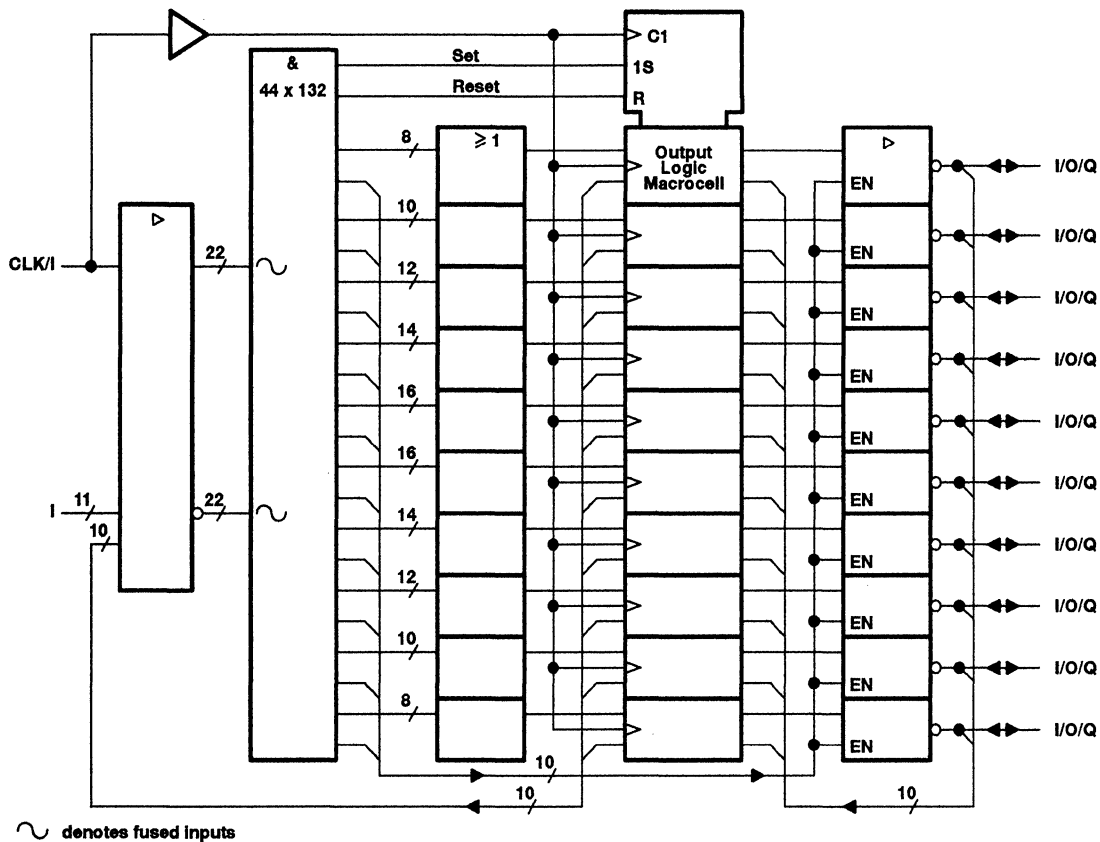 C1
Set
&
1S
44 x 132
Reset
R
8
≥ 1
Output
Logic
Macrocell
EN
I/O/Q
10
I/O/Q
EN
CLK/I
22
12
I/O/Q
EN
14
I/O/Q
EN
16
I/O/Q
EN
16
I/O/Q
EN
I
11
22
10
14
I/O/Q
EN
12
I/O/Q
EN
10
I/O/Q
EN
8
I/O/Q
EN
10
10
10
denotes fused inputs